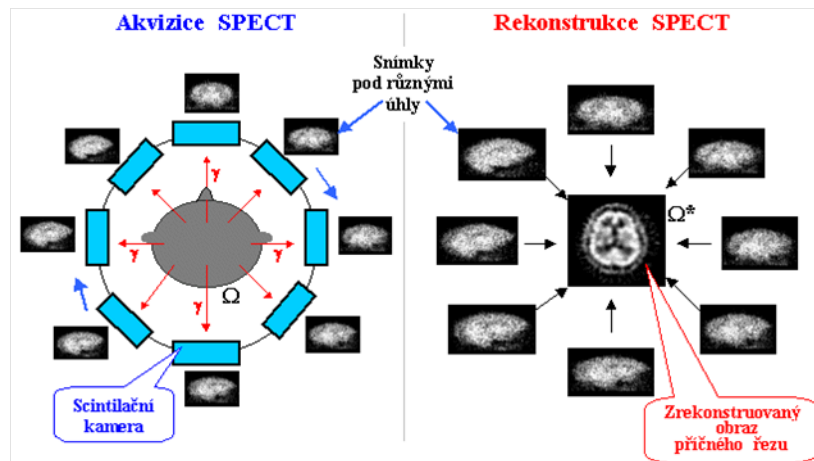 Akvizice SPECT
Rekonstrukce SPECT
Snímky
pod různými
úhly
γ
γ
γ
γ
Ω
Ω*
Scintilační
kamera
Zrekonstruovaný
obraz
příčného řezu